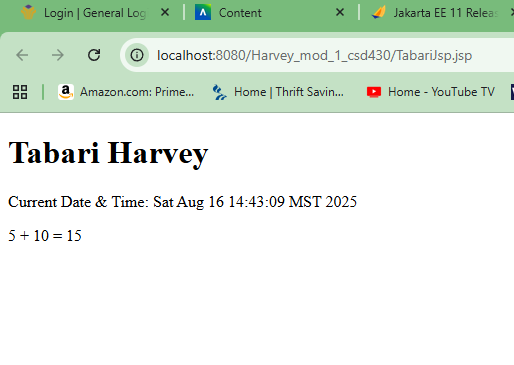 Login | General Log
Content
Jakarta EE 11 Releas
localhost:8080/Harvey_mod_1_csd430/TabariJsp.jsp
Amazon.com: Prime...
Home | Thrift Savin...
Home - YouTube TV
Tabari Harvey
Current Date & Time: Sat Aug 16 14:43:09 MST 2025
5 + 10 = 15